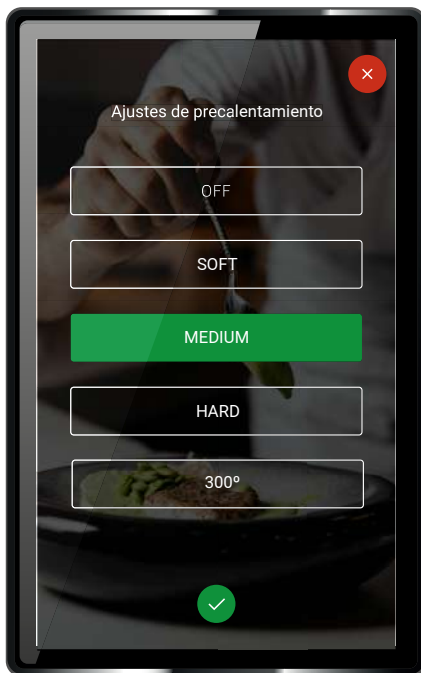 Ajustes de precalentamiento
OFF
SOFT
MEDIUM
HARD
300º